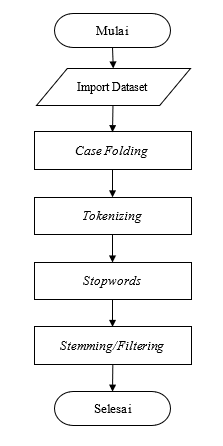 Mulai
Import Dataset
Case Folding
Tokenizing
Stopwords
Stemming/Filtering
Selesai